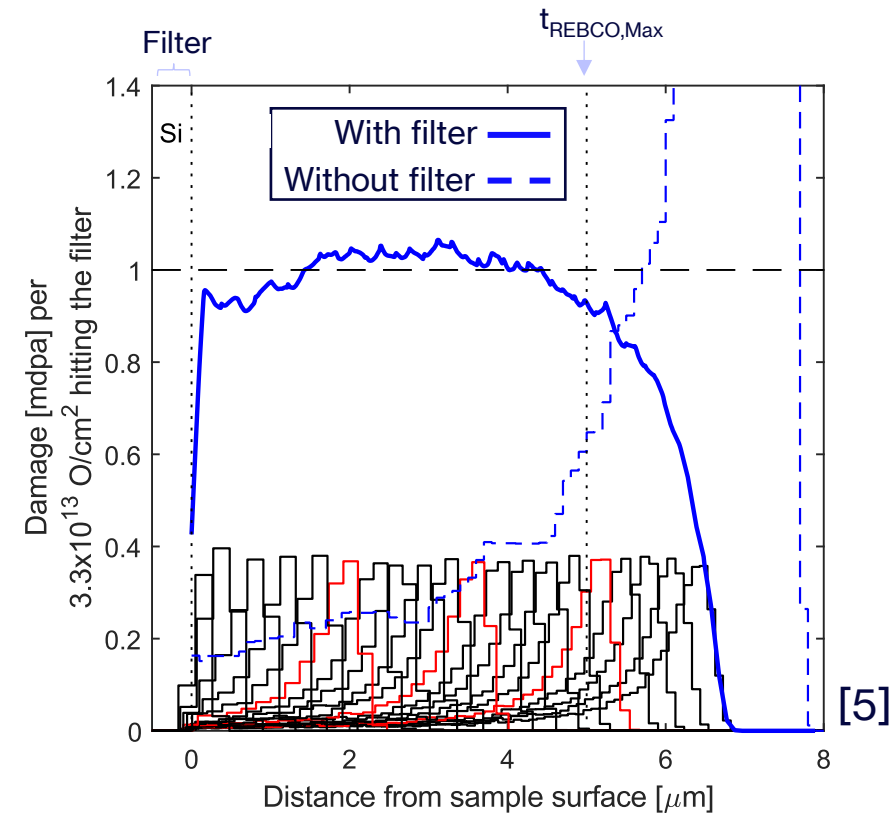 Filter
t_REBCO,Max
Si
With filter
Without filter
1.4
1.2
1
0.8
0.6
0.4
0.2
0
0
2
4
6
8
Damage [mdpa] per
3.3x10^13 O/cm^2 hitting the filter
Distance from sample surface [μm]
[5]